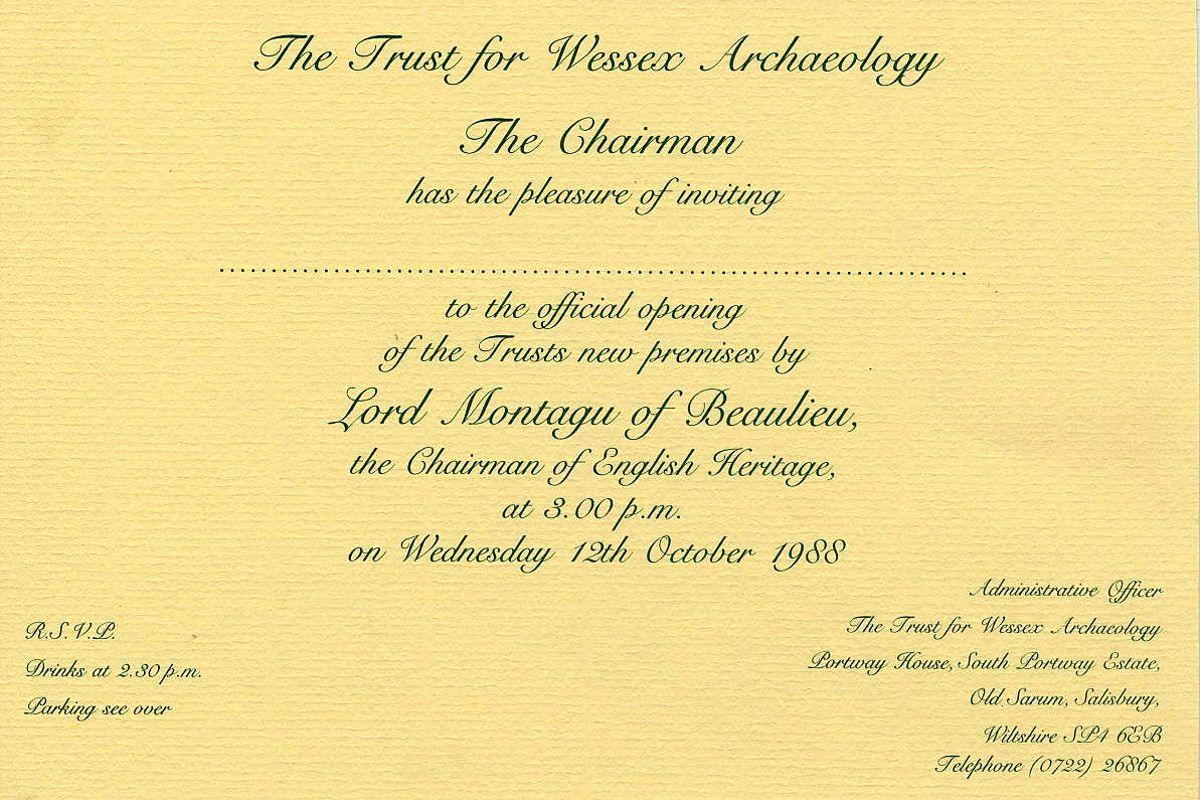 The Trust for Wessex Archaeology
The Chairman
has the pleasure of inviting
to the official opening
of the Trusts new premises by
Lord Montagu of Beaulieu,
the Chairman of English Heritage,
at 3.00 p.m.
on Wednesday 12th October 1988
R.S.V.P.
Drinks at 2.30 p.m.
Parking see over
Administrative Officer
The Trust for Wessex Archaeology
Portway House, South Portway Estate,
Old Sarum, Salisbury,
Wiltshire SP4 6EB
Telephone (0722) 26867